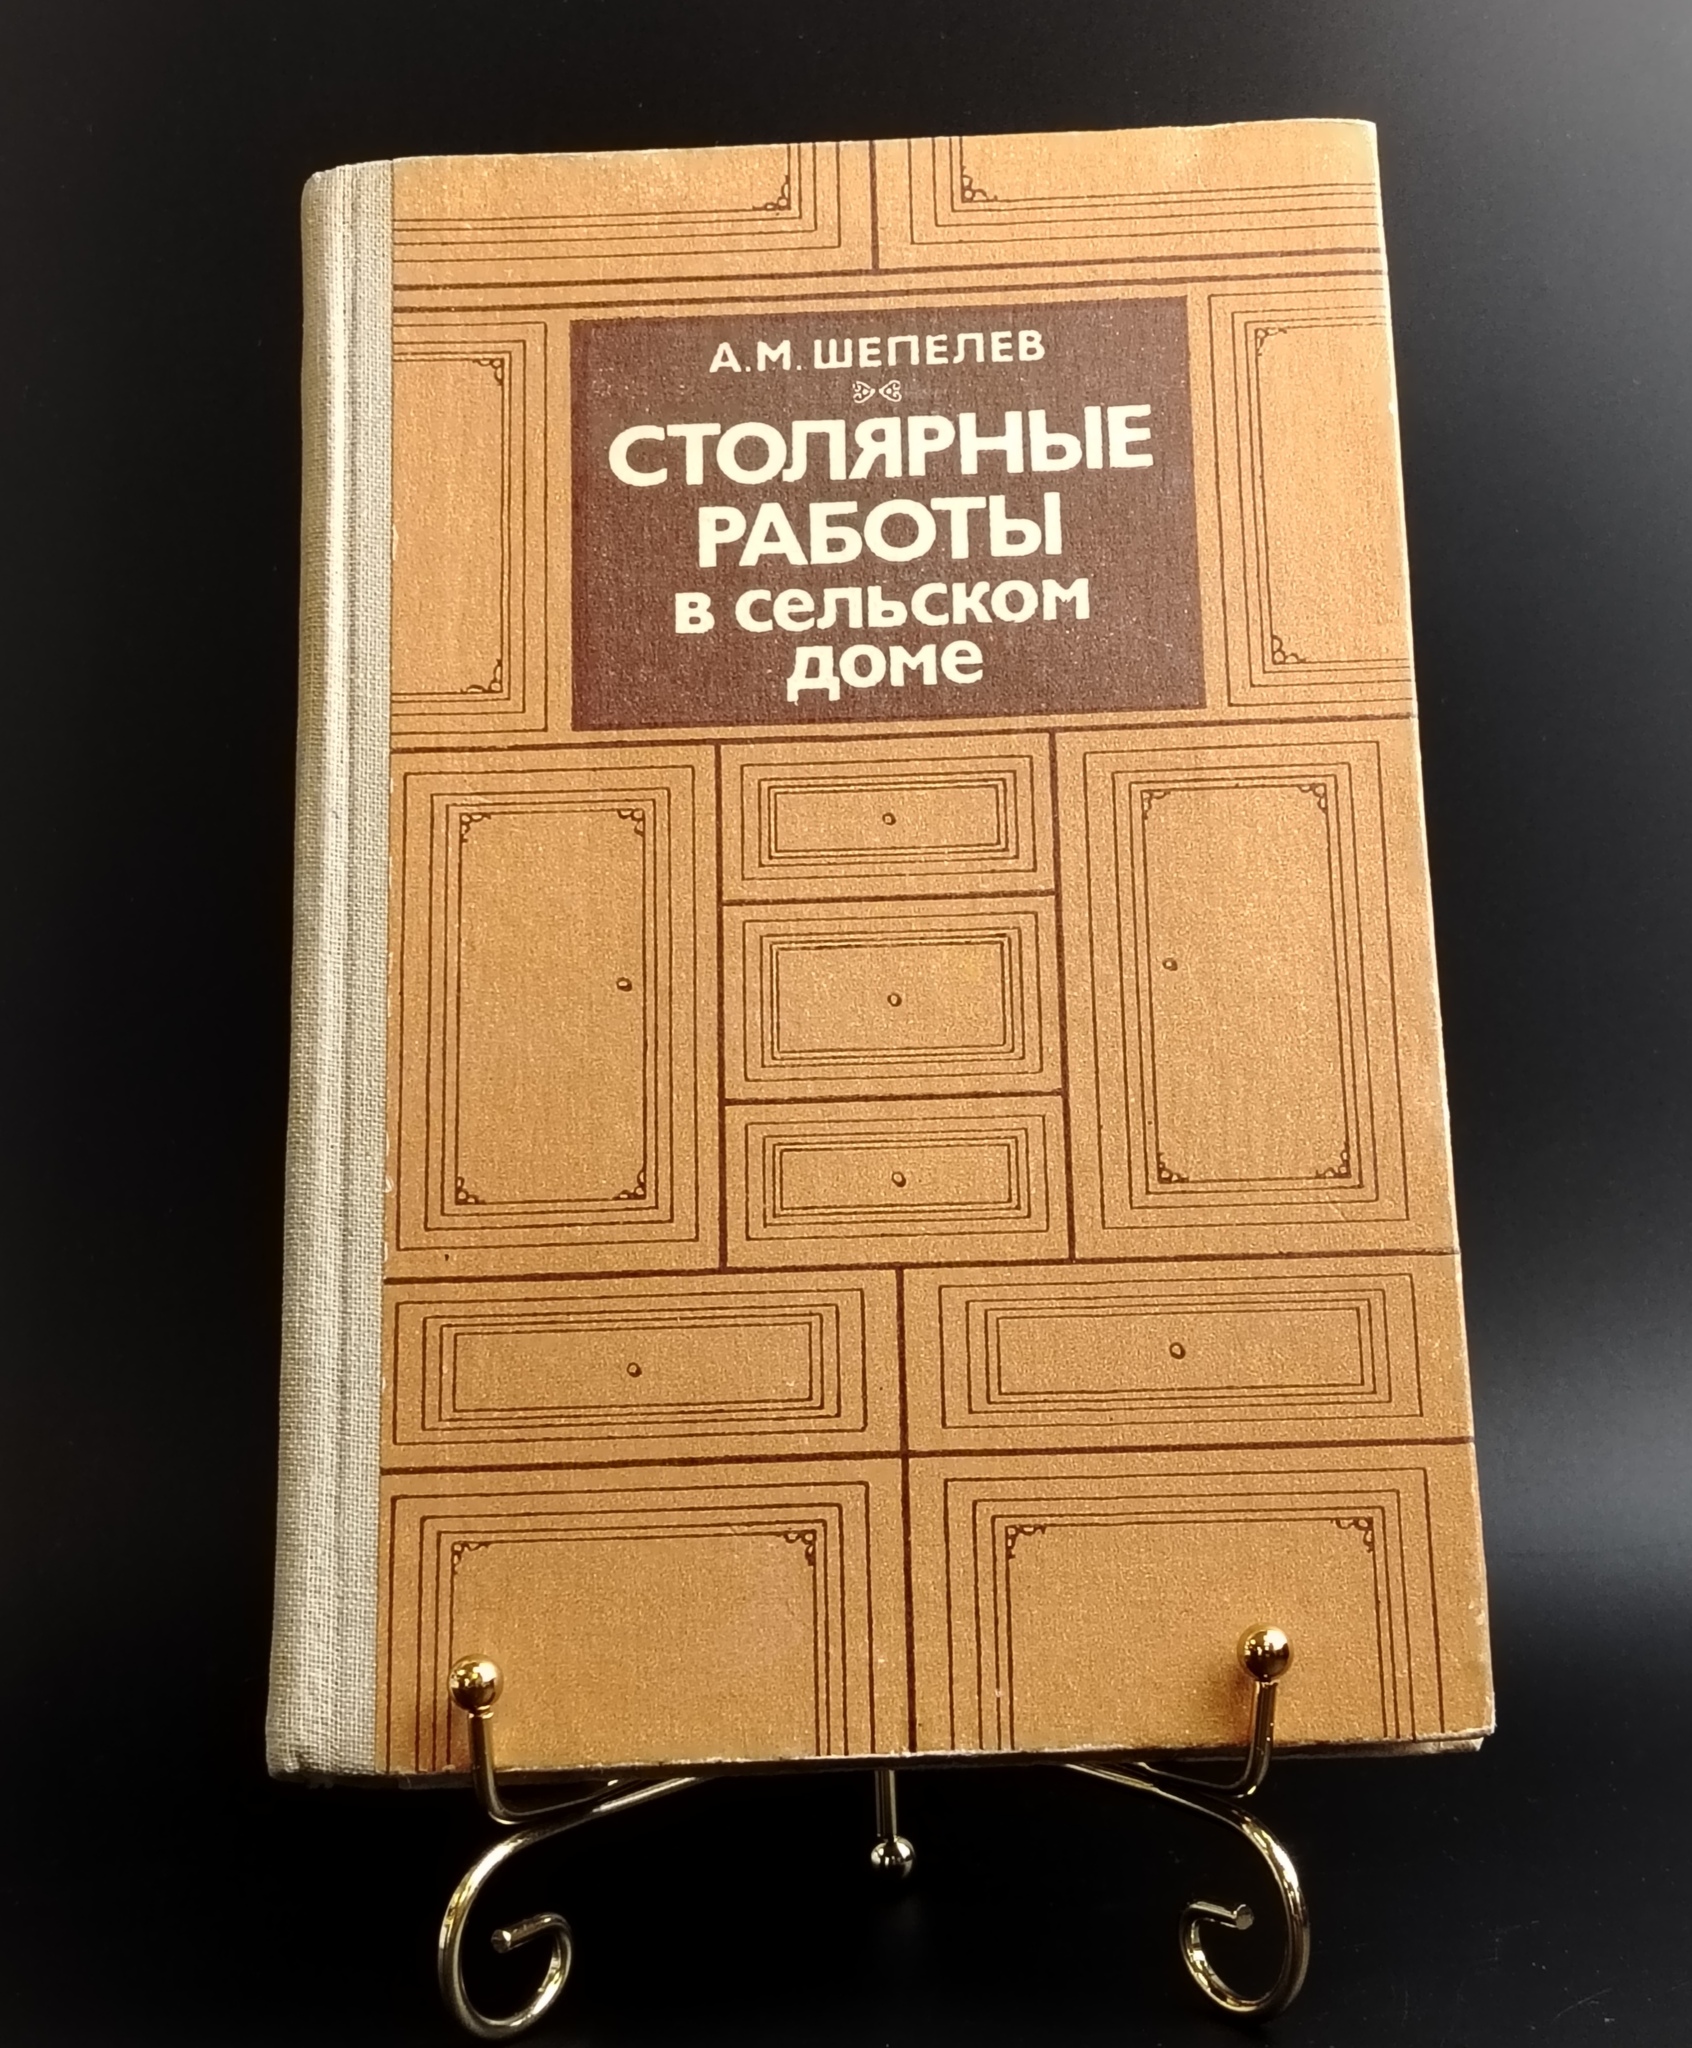 А.М. ШЕПЕЛЕВ
СТОЛЯРНЫЕ
РАБОТЫ
в сельском
доме